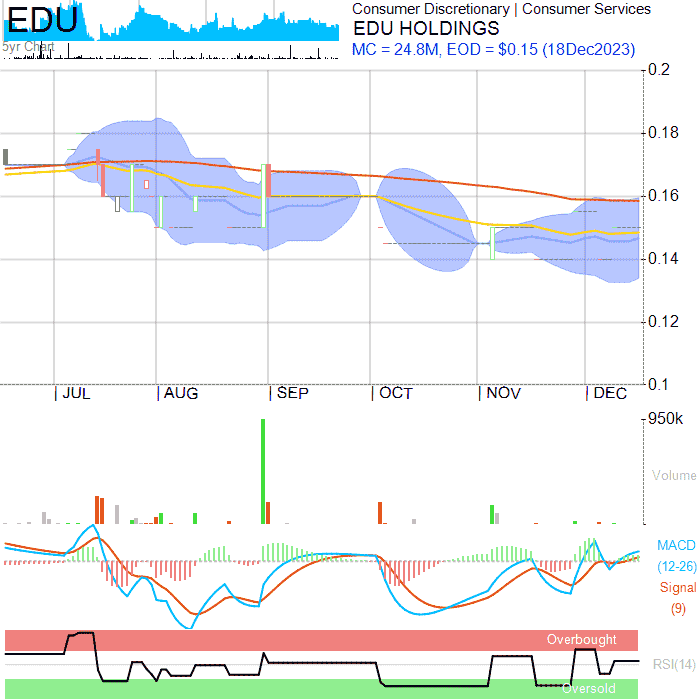 EDU
Consumer Discretionary | Consumer Services
EDU HOLDINGS
MC = 24.8M, EOD = $0.15 (18Dec2023)
5yr Chart
0.2
0.18
0.16
0.14
0.12
0.1
JUL AUG SEP OCT NOV DEC
950k
Volume
MACD
(12-26)
Signal
(9)
Overbought
RSI(14)
Oversold